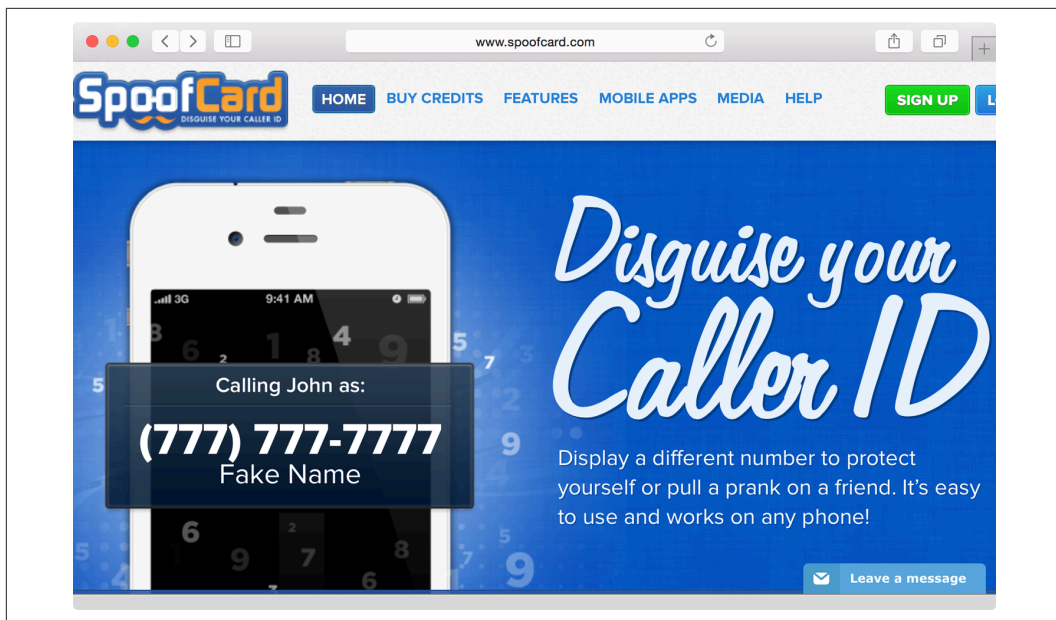 www.spoofcard.com
SpoofCard
DISGUISE YOUR CALLER ID
HOME BUY CREDITS FEATURES MOBILE APPS MEDIA HELP SIGN UP
3G 9:41 AM
Calling John as:
(777) 777-7777
Fake Name
Disguise your
Caller ID
Display a different number to protect
yourself or pull a prank on a friend. It's easy
to use and works on any phone!
Leave a message